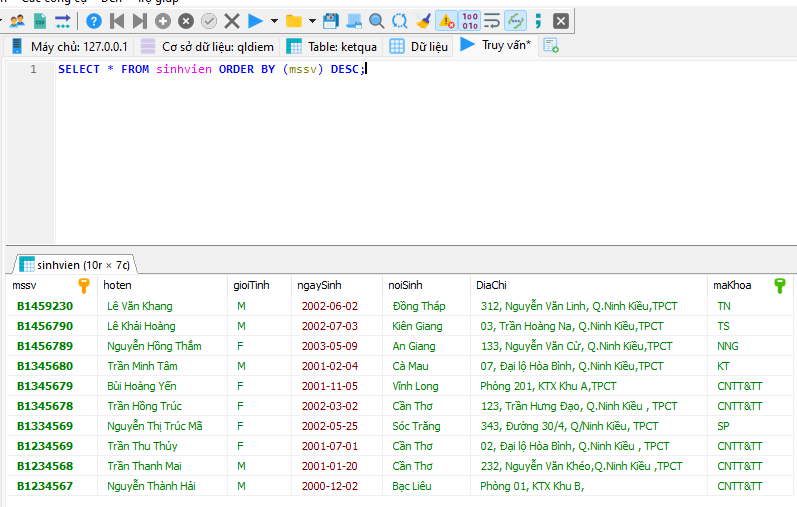 Máy chủ: 127.0.0.1 Cơ sở dữ liệu: qldiem Table: ketqua Dữ liệu Truy vấn*
1 SELECT * FROM sinhvien ORDER BY (mssv) DESC;
sinhvien (10r × 7c)
mssv hoten gioiTinh ngaySinh noiSinh DiaChi maKhoa
B1459230 Lê Văn Khang M 2002-06-02 Đồng Tháp 312, Nguyễn Văn Linh, Q.Ninh Kiều,TPCT TN
B1456790 Lê Khải Hoàng M 2002-07-03 Kiên Giang 03, Trần Hoàng Na, Q.Ninh Kiều,TPCT TS
B1456789 Nguyễn Hồng Thắm F 2003-05-09 An Giang 133, Nguyễn Văn Cừ, Q.Ninh Kiều,TPCT NNG
B1345680 Trần Minh Tâm M 2001-02-04 Cà Mau 07, Đại lộ Hòa Bình, Q.Ninh Kiều,TPCT KT
B1345679 Bùi Hoàng Yến F 2001-11-05 Vĩnh Long Phòng 201, KTX Khu A,TPCT CNTT&TT
B1345678 Trần Hồng Trúc F 2002-03-02 Cần Thơ 123, Trần Hưng Đạo, Q.Ninh Kiều , TPCT CNTT&TT
B1334569 Nguyễn Thị Trúc Mã F 2002-05-25 Sóc Trăng 343, Đường 30/4, Q/Ninh Kiều, TPCT SP
B1234569 Trần Thu Thủy F 2001-07-01 Cần Thơ 02, Đại lộ Hòa Bình, Q.Ninh Kiều , TPCT CNTT&TT
B1234568 Trần Thanh Mai M 2001-01-20 Cần Thơ 232, Nguyễn Văn Khéo,Q.Ninh Kiều ,TPCT CNTT&TT
B1234567 Nguyễn Thành Hải M 2000-12-02 Bạc Liêu Phòng 01, KTX Khu B, CNTT&TT